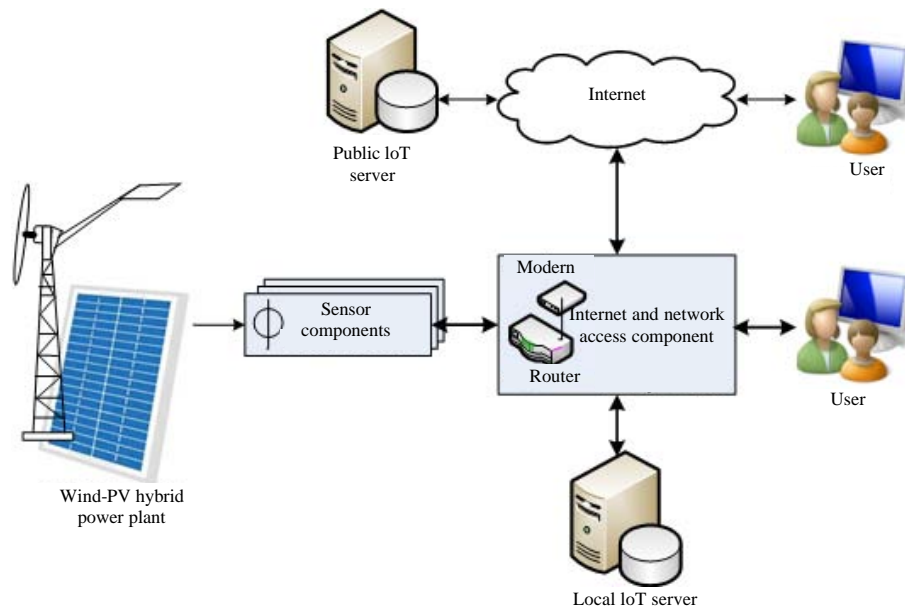 Internet
Public loT
server
User
Modern
Sensor
components
Internet and network
access component
Router
User
Wind-PV hybrid
power plant
Local loT server